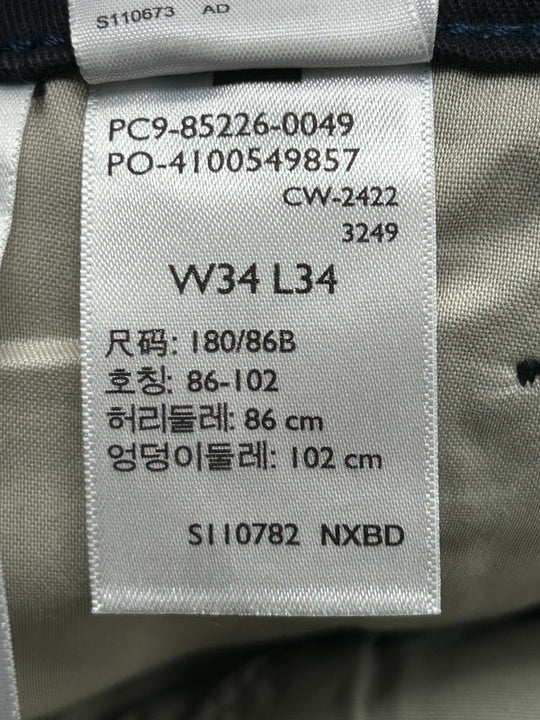 S110673 AD
PC9-85226-0049
PO-4100549857
CW-2422
3249
W34 L34
尺码: 180/86B
호칭: 86-102
허리둘레: 86 cm
엉덩이둘레: 102 cm
S110782 NXBD